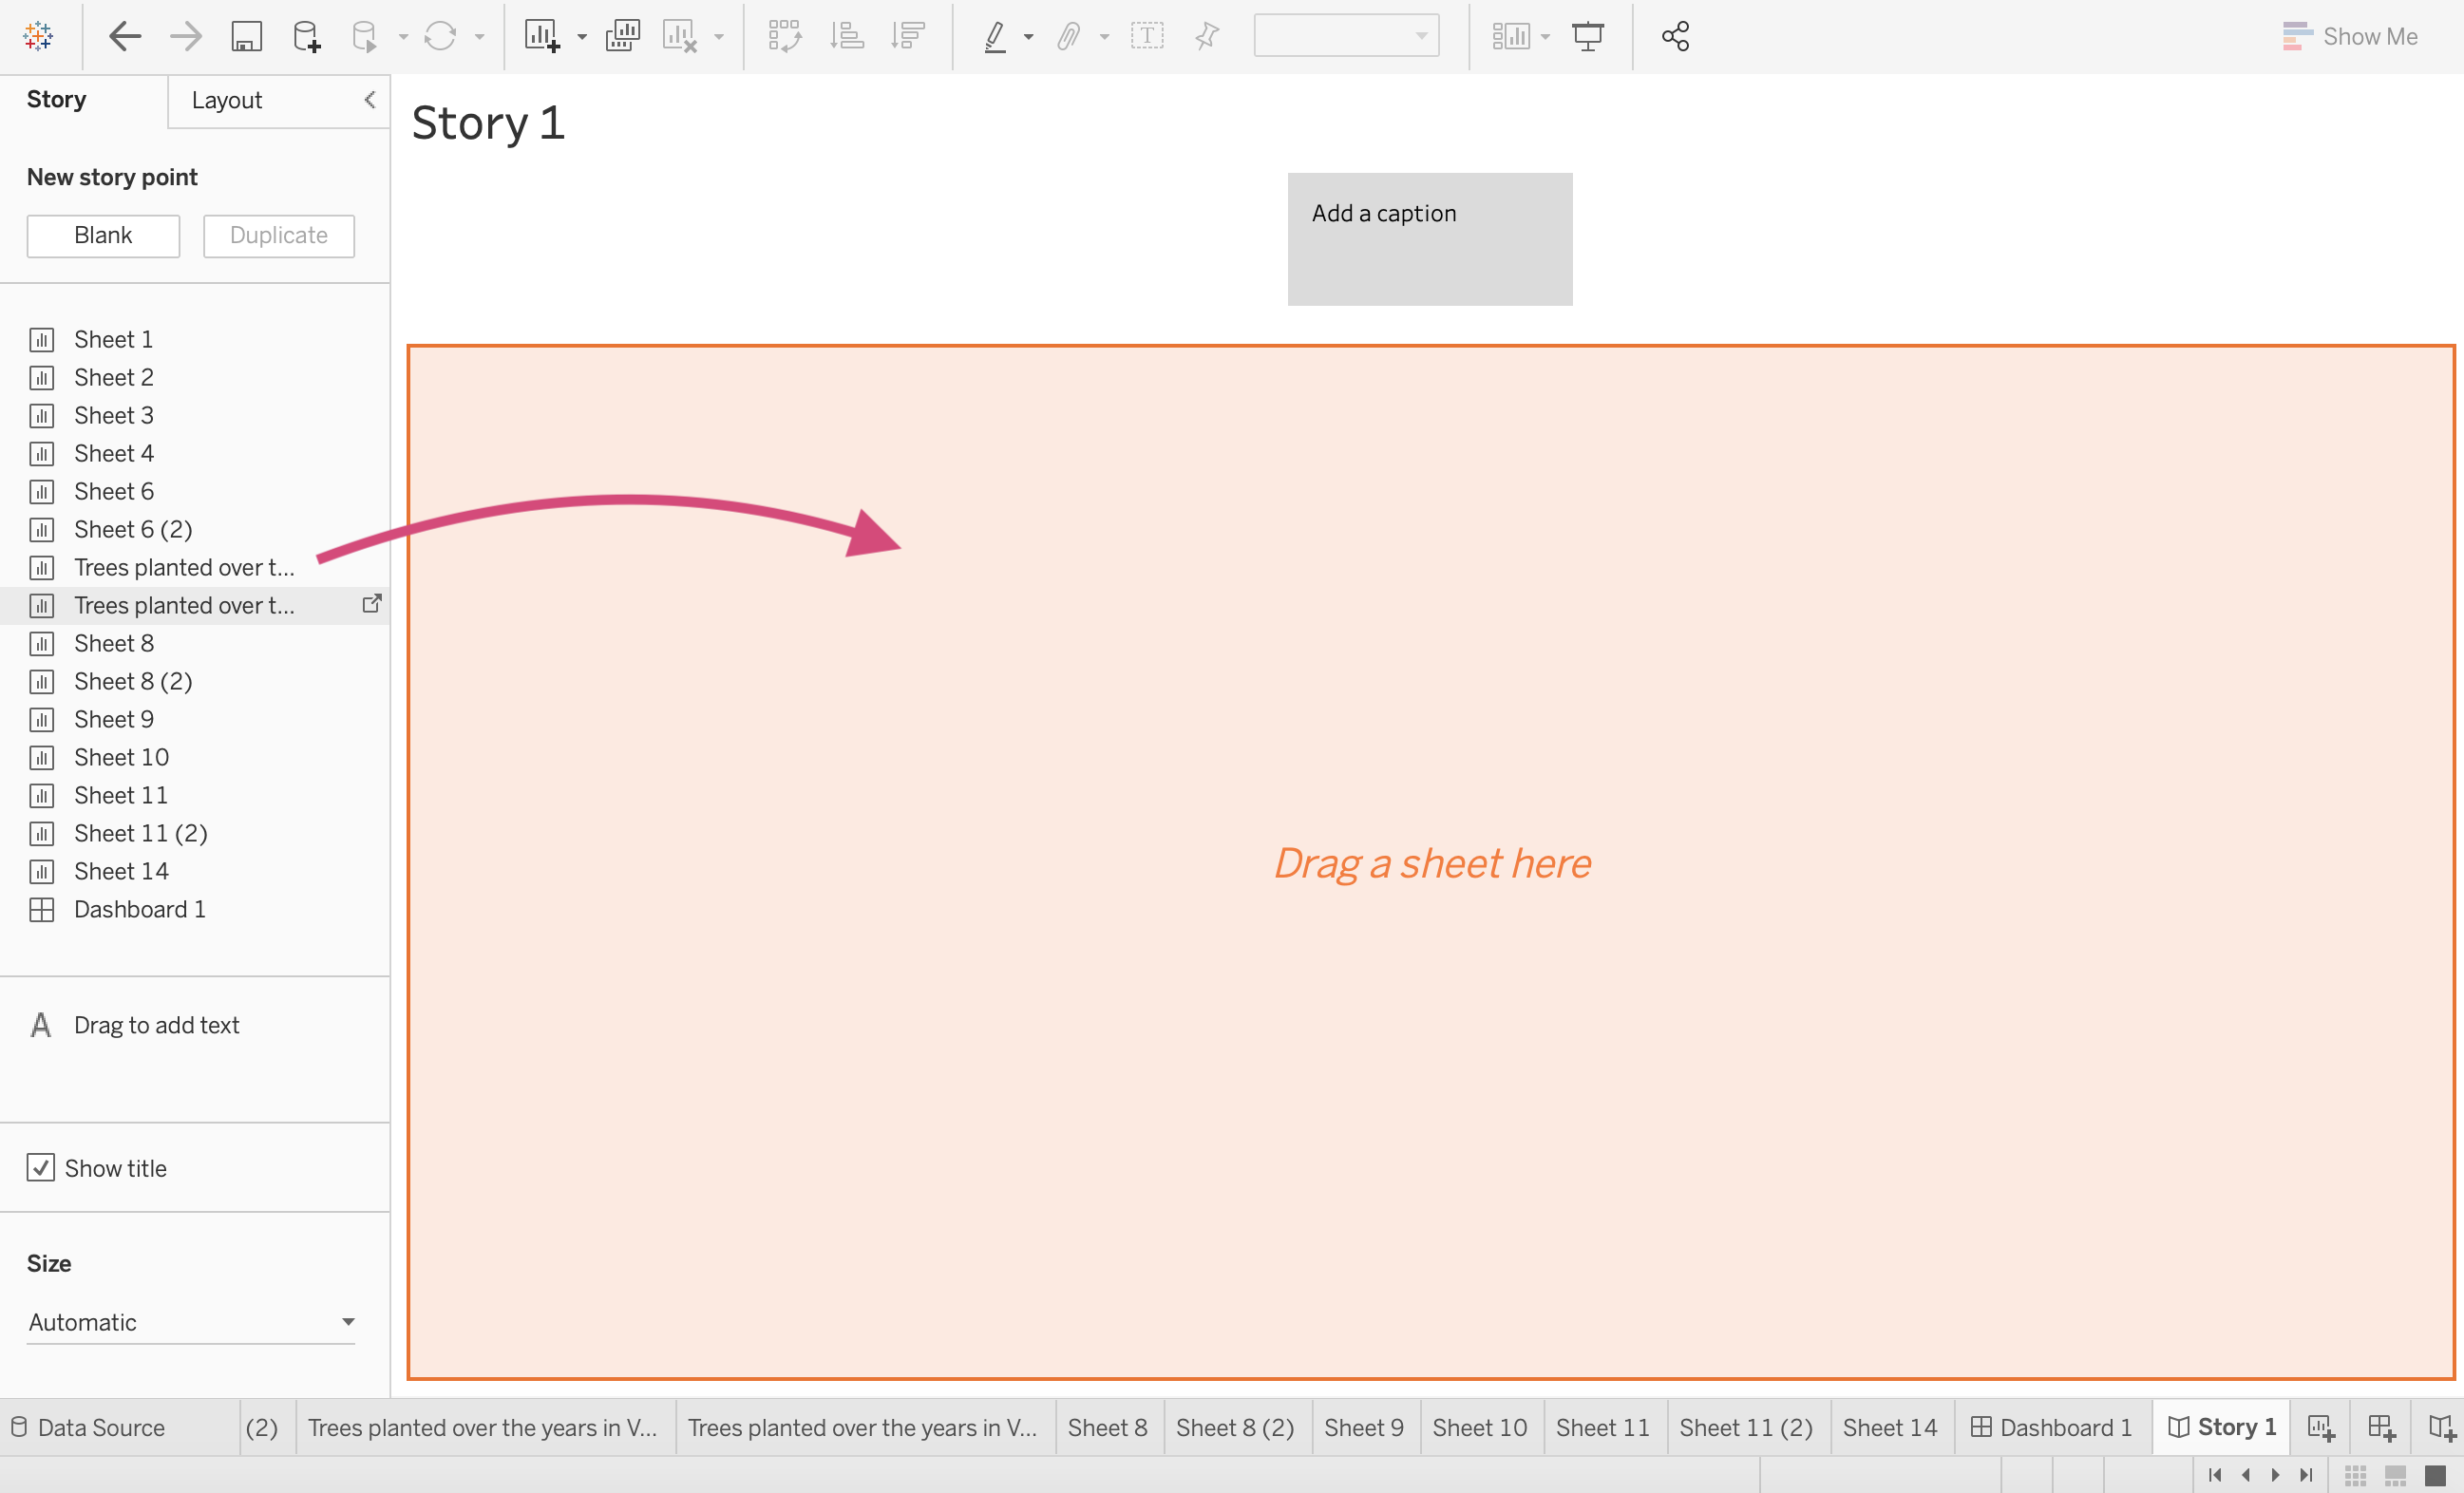 Show Me
Story
Layout
Story 1
New story point
Blank
Duplicate
Add a caption
Sheet 1
Sheet 2
Sheet 3
Sheet 4
Sheet 6
Sheet 6 (2)
Trees planted over t...
Trees planted over t...
Sheet 8
Sheet 8 (2)
Sheet 9
Sheet 10
Sheet 11
Sheet 11 (2)
Sheet 14
Dashboard 1
Drag a sheet here
A Drag to add text
Show title
Size
Automatic
Data Source (2) Trees planted over the years in V... Trees planted over the years in V... Sheet 8 Sheet 8 (2) Sheet 9 Sheet 10 Sheet 11 Sheet 11 (2) Sheet 14 Dashboard 1 Story 1